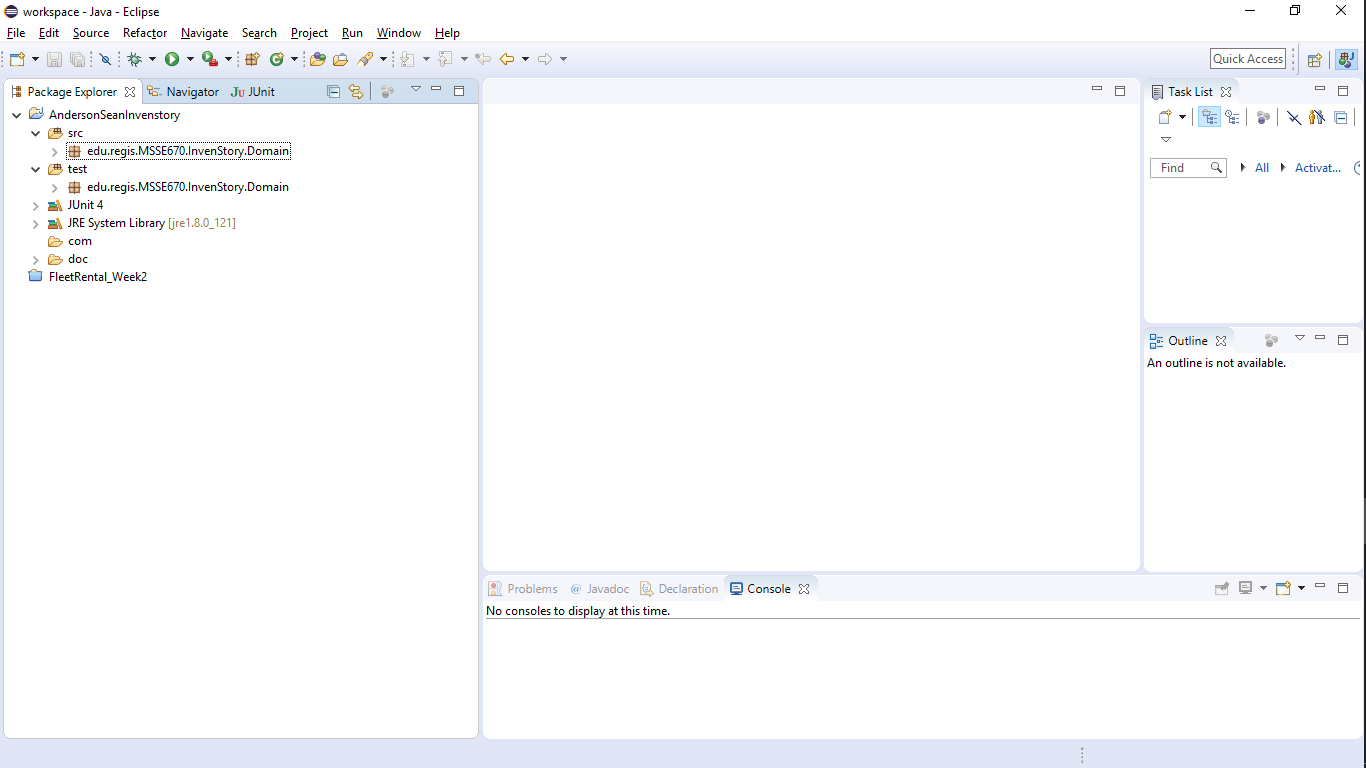 workspace - Java - Eclipse
File Edit Source Refactor Navigate Search Project Run Window Help
Quick Access
Package Explorer Navigator JUnit
AndersonSeanInvenstory
src
edu.regis.MSSE670.InvenStory.Domain
test
edu.regis.MSSE670.InvenStory.Domain
JUnit 4
JRE System Library [jre1.8.0_121]
com
doc
FleetRental_Week2
Task List
Find All Activat...
Outline
An outline is not available.
Problems @ Javadoc Declaration Console
No consoles to display at this time.